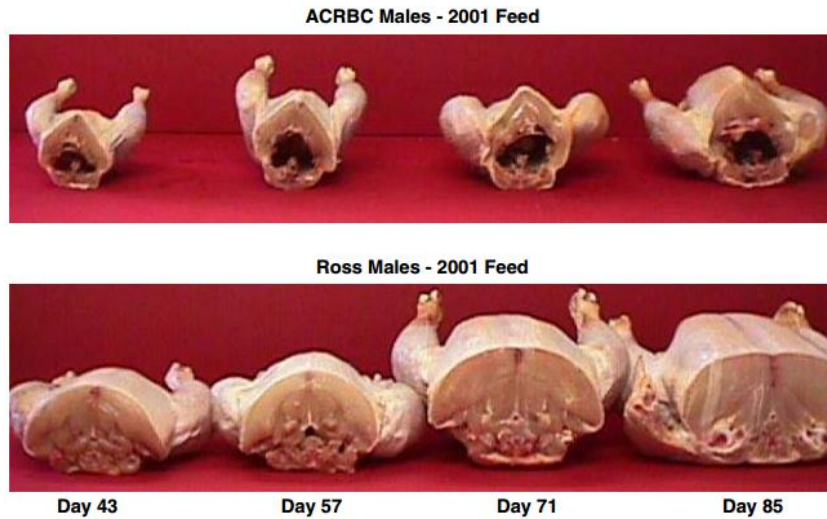 ACRBC Males - 2001 Feed
Ross Males - 2001 Feed
Day 43 Day 57 Day 71 Day 85